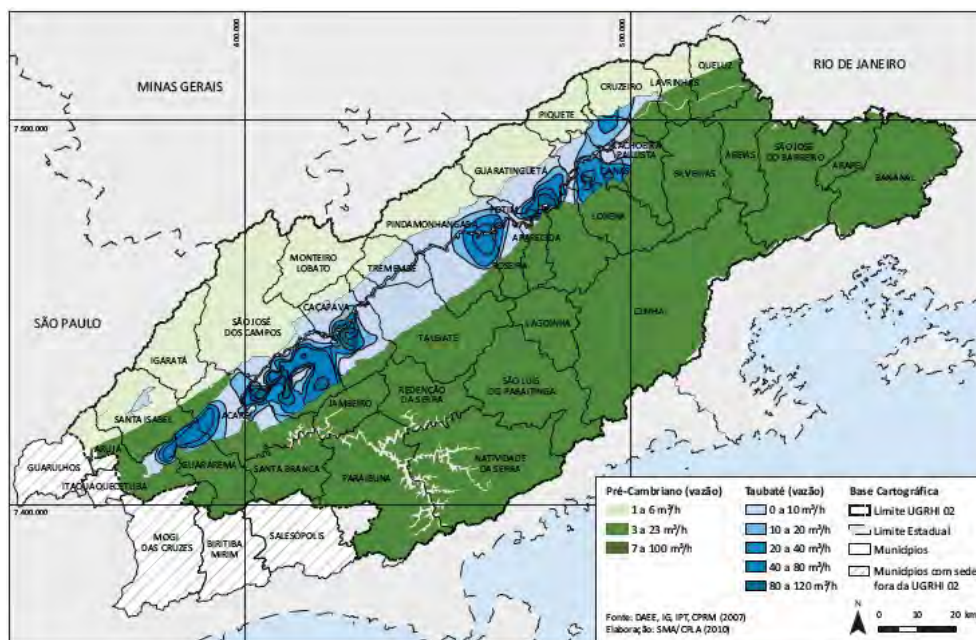 400.000
500.000
MINAS GERAIS
RIO DE JANEIRO
QUELUZ
LAVRINHAS
CRUZEIRO
PIQUETE
7.500.000
CACHOEIRA
PAULISTA
GUARATINGUETÁ
CANAS
SILVEIRAS
AREIAS
SÃO JOSÉ
DO BARREIRO
ARAPEÍ
BANANAL
PINDAMONHANGABA
POTIM
LORENA
APARECIDA
MONTEIRO
LOBATO
TREMEMBÉ
ROSEIRA
CAÇAPAVA
SÃO PAULO
SÃO JOSÉ
DOS CAMPOS
TAUBATÉ
LAGOINHA
CUNHA
IGARATÁ
REDENÇÃO
DA SERRA
SÃO LUÍS
DO PARAITINGA
SANTA ISABEL
JACAREÍ
JAMBEIRO
ARUJÁ
GUARULHOS
GUARAREMA
SANTA BRANCA
PARAIBUNA
NATIVIDADE
DA SERRA
ITAQUAQUECETUBA
7.400.000
MOGI
DAS CRUZES
BIRITIBA
MIRIM
SALESÓPOLIS
Pré-Cambriano (vazão)
1 a 6 m³/h
3 a 23 m³/h
7 a 100 m³/h
Taubaté (vazão)
0 a 10 m³/h
10 a 20 m³/h
20 a 40 m³/h
40 a 80 m³/h
80 a 120 m³/h
Base Cartográfica
Limite UGRHI 02
Limite Estadual
Municípios
Municípios com sede
fora da UGRHI 02
Fonte: DAEE, IG, IPT, CPRM (2007)
Elaboração: SMA/CPLA (2010)
N
0 10 20 km